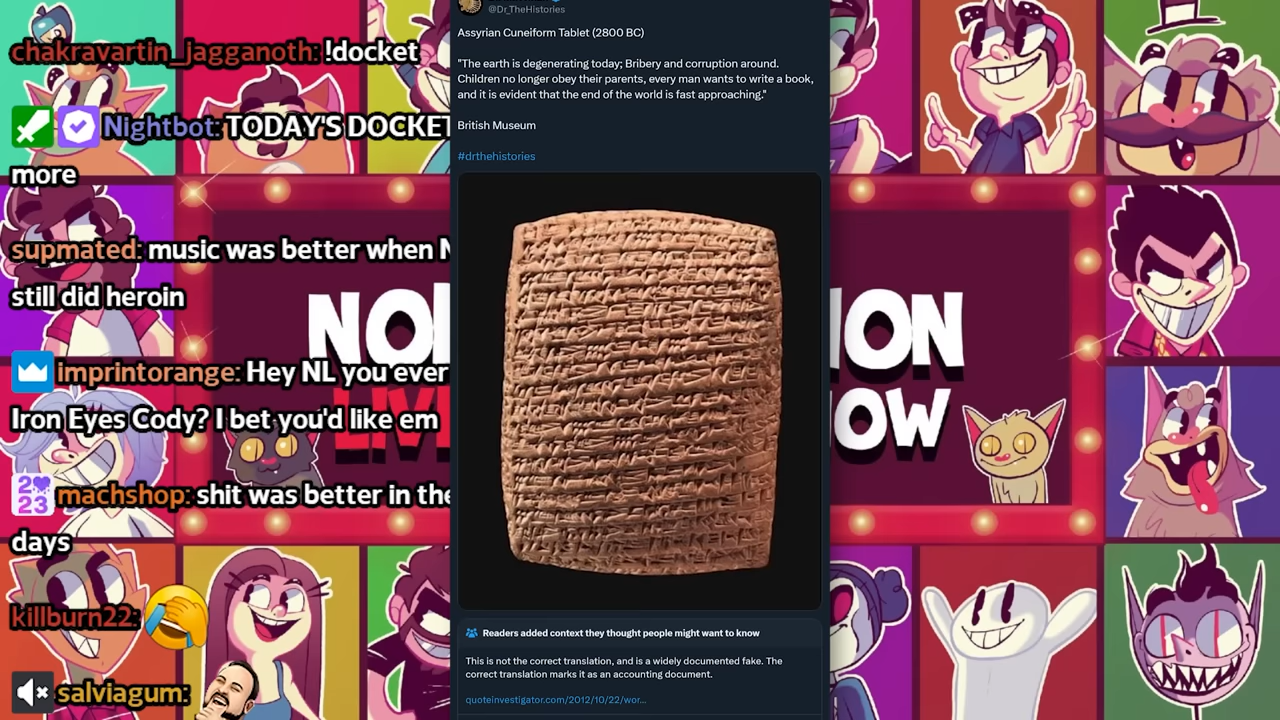 chakravartin_jagganoth: !docket
Nightbot: TODAY'S DOCKET
more
supmated: music was better when N
still did heroin
imprintorange: Hey NL you ever
Iron Eyes Cody? I bet you'd like em
2 23
machshop: shit was better in the
days
killburn22:
salviagum:
@Dr_TheHistories
Assyrian Cuneiform Tablet (2800 BC)
"The earth is degenerating today; Bribery and corruption around.
Children no longer obey their parents, every man wants to write a book,
and it is evident that the end of the world is fast approaching."
British Museum
#drthehistories
Readers added context they thought people might want to know
This is not the correct translation, and is a widely documented fake. The
correct translation marks it as an accounting document.
quoteinvestigator.com/2012/10/22/wor...
NO
ION
LIV
OW